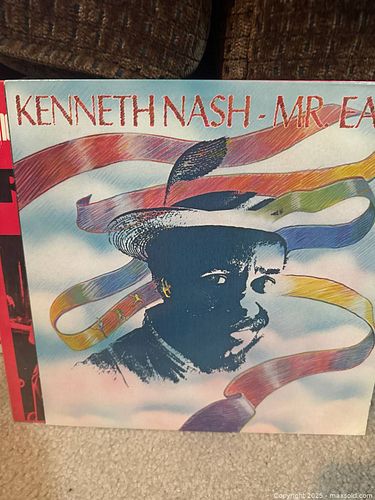 KENNETH NASH - MR. EA
Copyright 2025 - maxsold.com